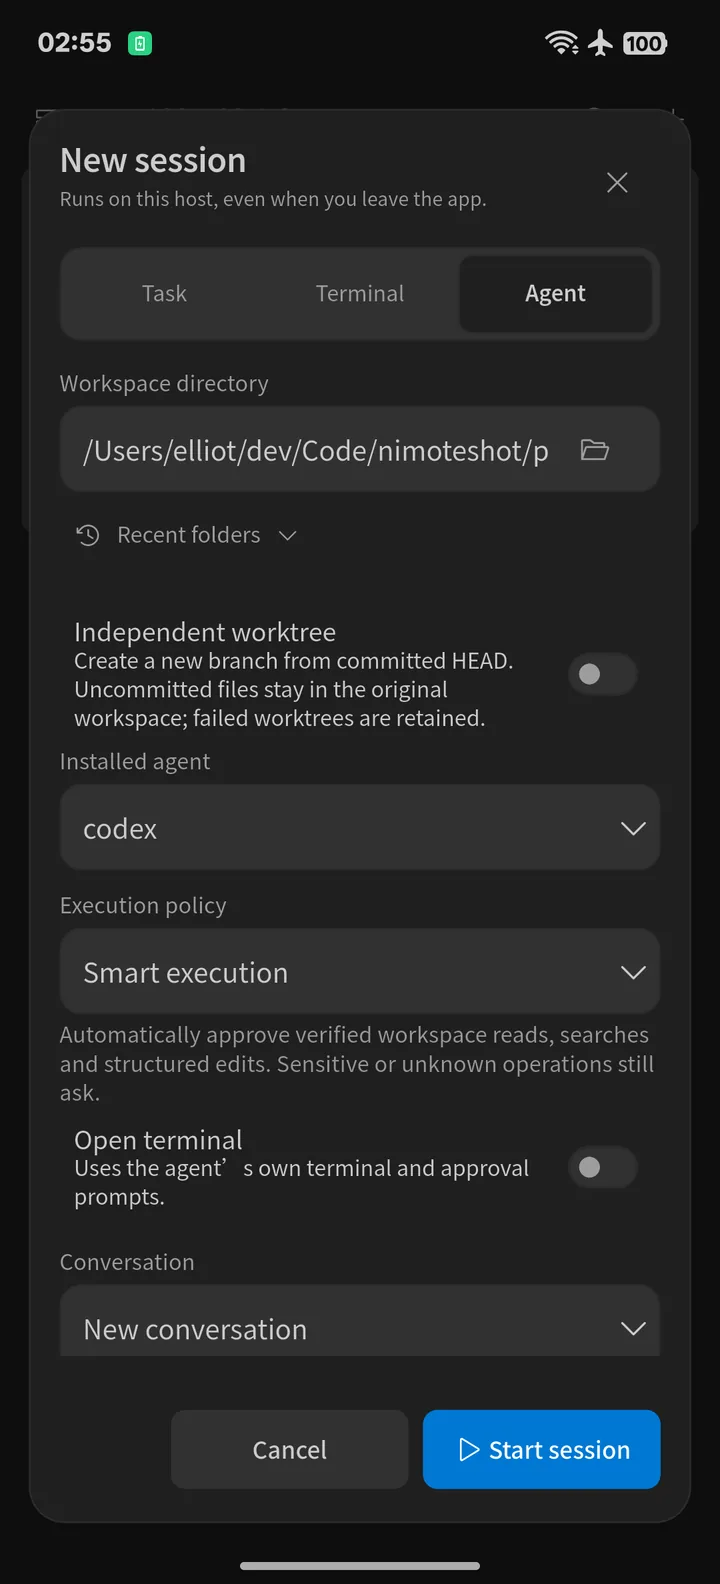 02:55
100
New session
Runs on this host, even when you leave the app.
Task
Terminal
Agent
Workspace directory
/Users/elliot/dev/Code/nimoteshot/p
Recent folders
Independent worktree
Create a new branch from committed HEAD.
Uncommitted files stay in the original
workspace; failed worktrees are retained.
Installed agent
codex
Execution policy
Smart execution
Automatically approve verified workspace reads, searches
and structured edits. Sensitive or unknown operations still
ask.
Open terminal
Uses the agent’s own terminal and approval
prompts.
Conversation
New conversation
Cancel
Start session